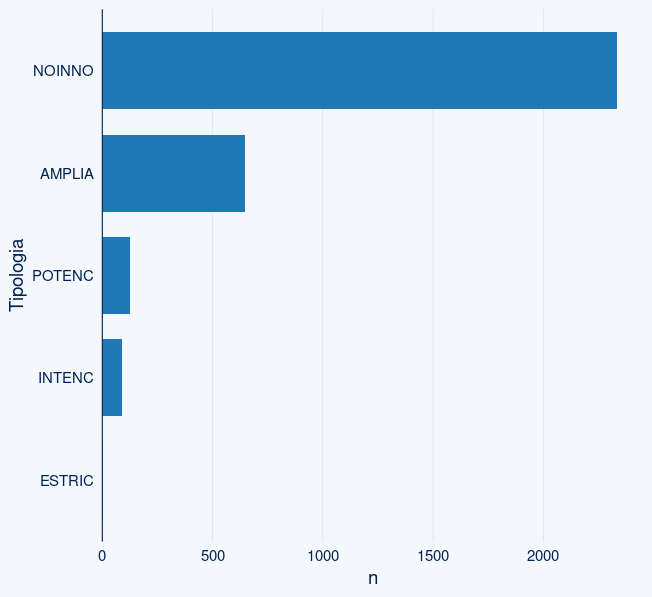 NOINNO
AMPLIA
POTENC
INTENC
ESTRIC
Tipologia
0 500 1000 1500 2000
n